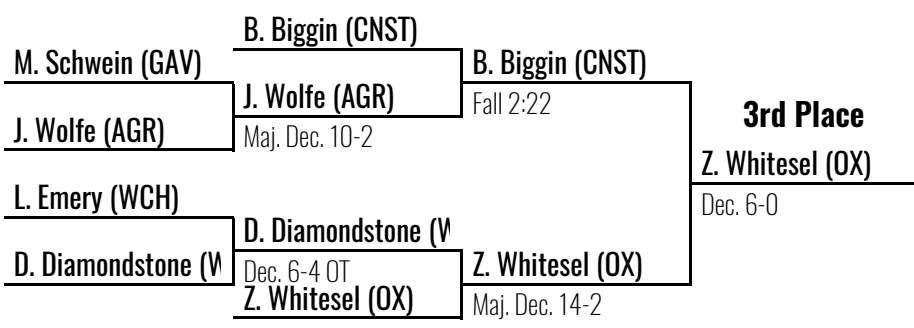 B. Biggin (CNST)
M. Schwein (GAV)
B. Biggin (CNST)
J. Wolfe (AGR)
Fall 2:22
3rd Place
J. Wolfe (AGR)
Maj. Dec. 10-2
Z. Whitesel (OX)
L. Emery (WCH)
Dec. 6-0
D. Diamondstone (W
D. Diamondstone (W
Dec. 6-4 OT
Z. Whitesel (OX)
Z. Whitesel (OX)
Maj. Dec. 14-2